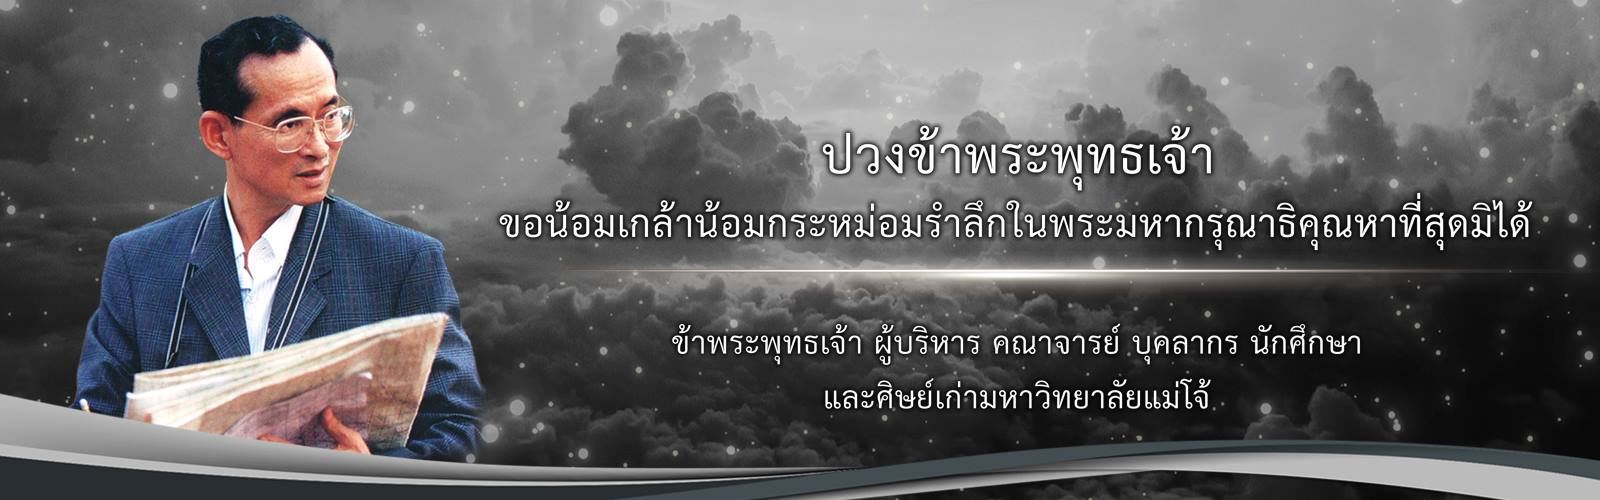 ปวงข้าพระพุทธเจ้า
ขอน้อมเกล้าน้อมกระหม่อมรำลึกในพระมหากรุณาธิคุณหาที่สุดมิได้
ข้าพระพุทธเจ้า ผู้บริหาร คณาจารย์ บุคลากร นักศึกษา
และศิษย์เก่ามหาวิทยาลัยแม่โจ้